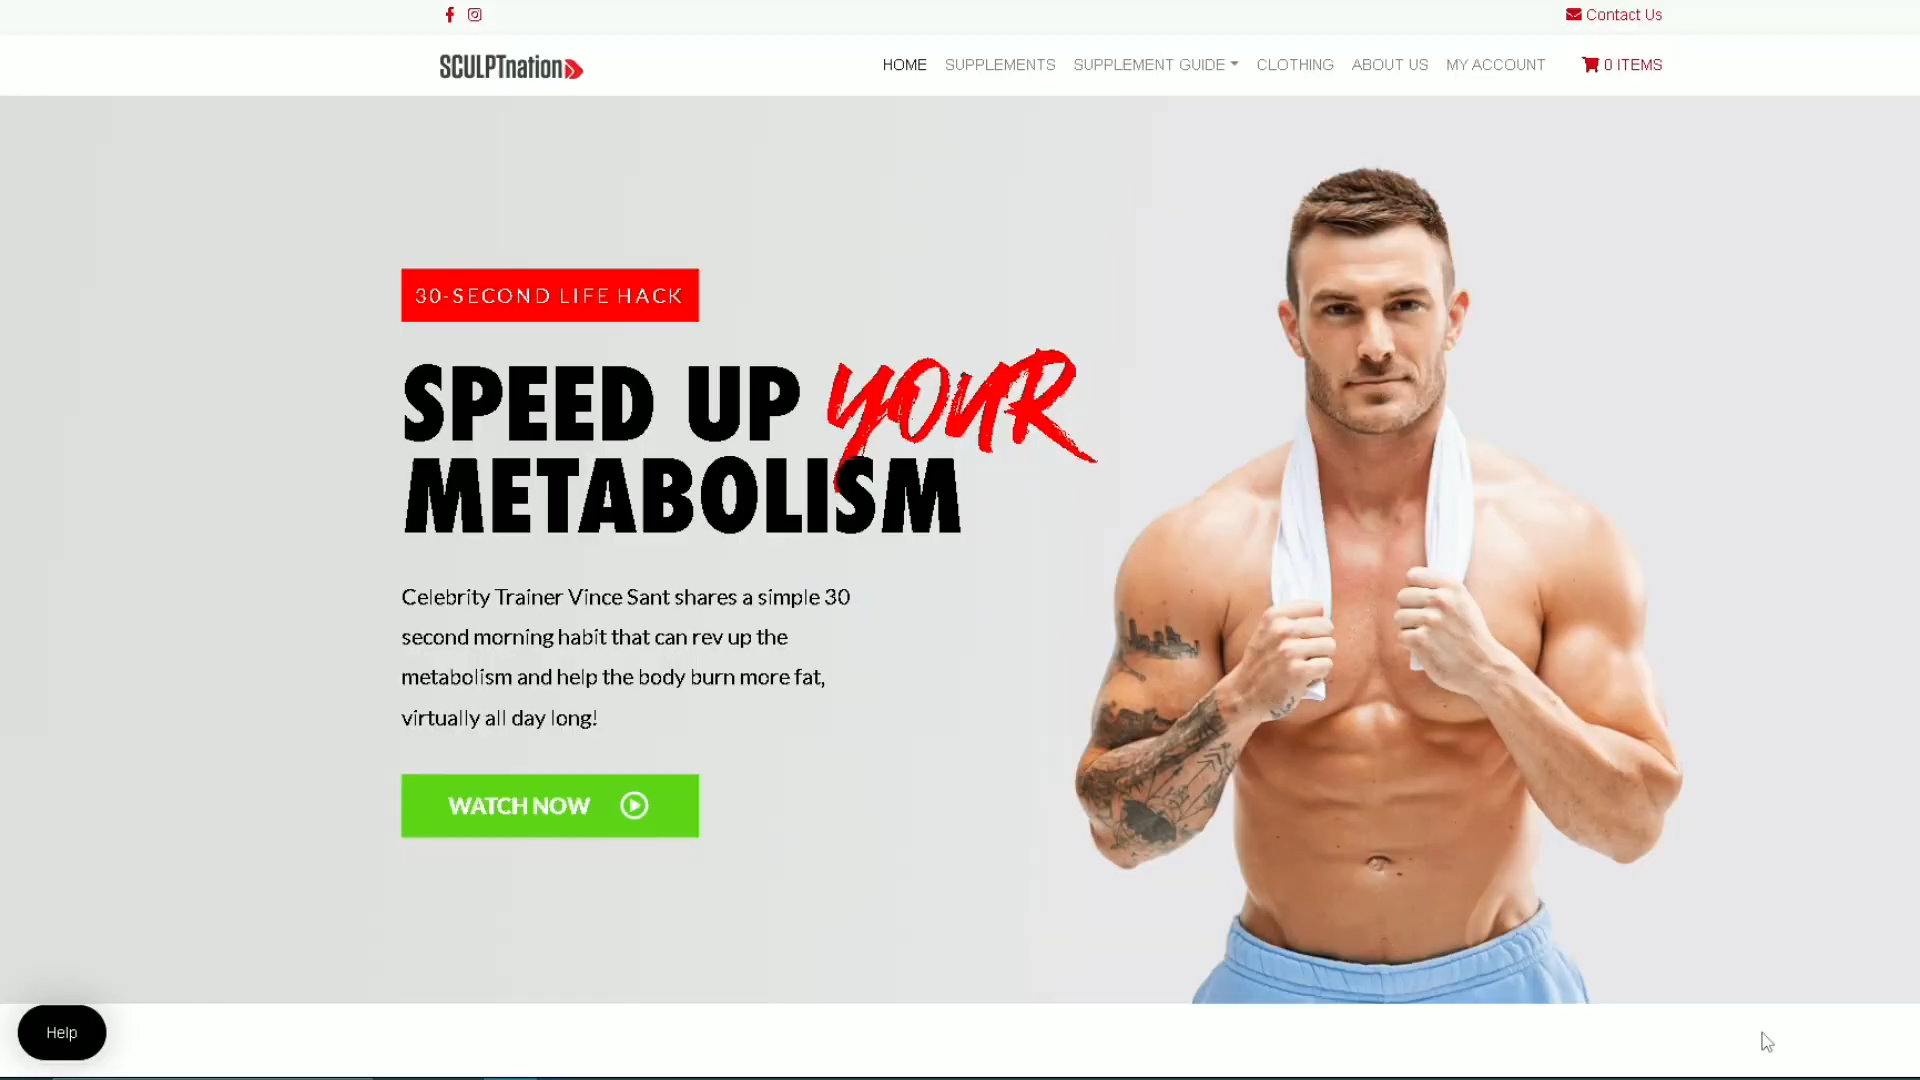 Contact Us
SCULPTnation
HOME SUPPLEMENTS SUPPLEMENT GUIDE CLOTHING ABOUT US MY ACCOUNT 0 ITEMS
30-SECOND LIFE HACK
SPEED UP YOUR
METABOLISM
Celebrity Trainer Vince Sant shares a simple 30
second morning habit that can rev up the
metabolism and help the body burn more fat,
virtually all day long!
WATCH NOW
Help